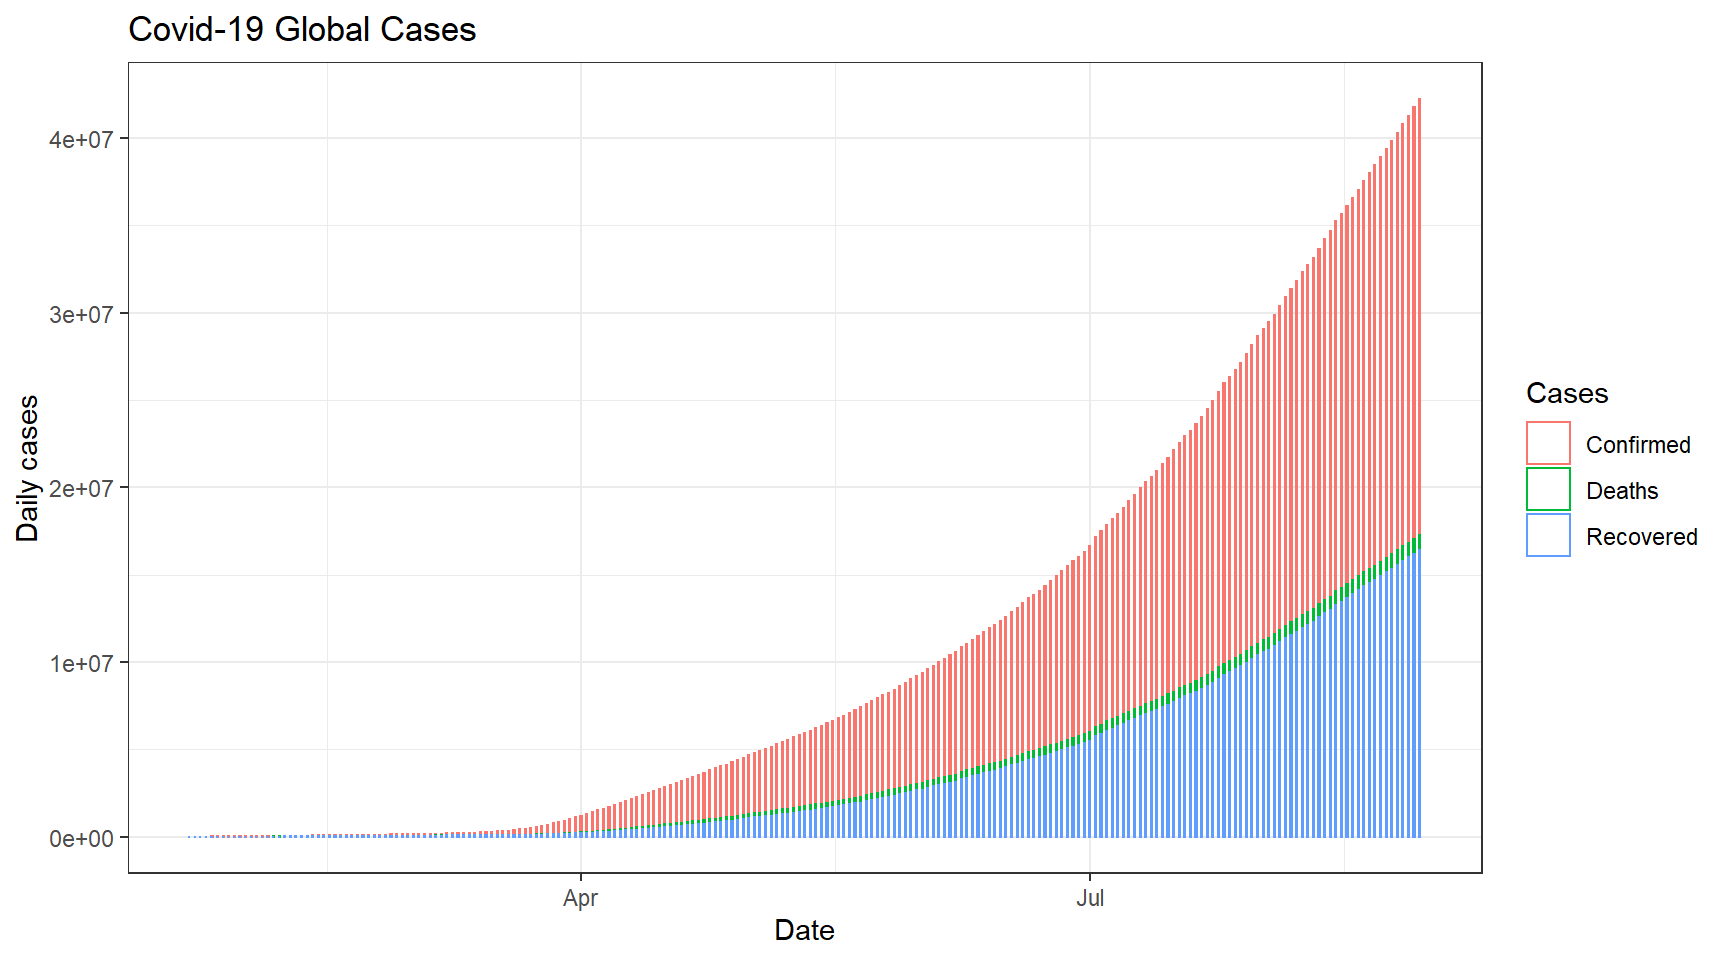 Covid-19 Global Cases
Daily cases
4e+07
3e+07
2e+07
1e+07
0e+00
Apr
Jul
Date
Cases
Confirmed
Deaths
Recovered